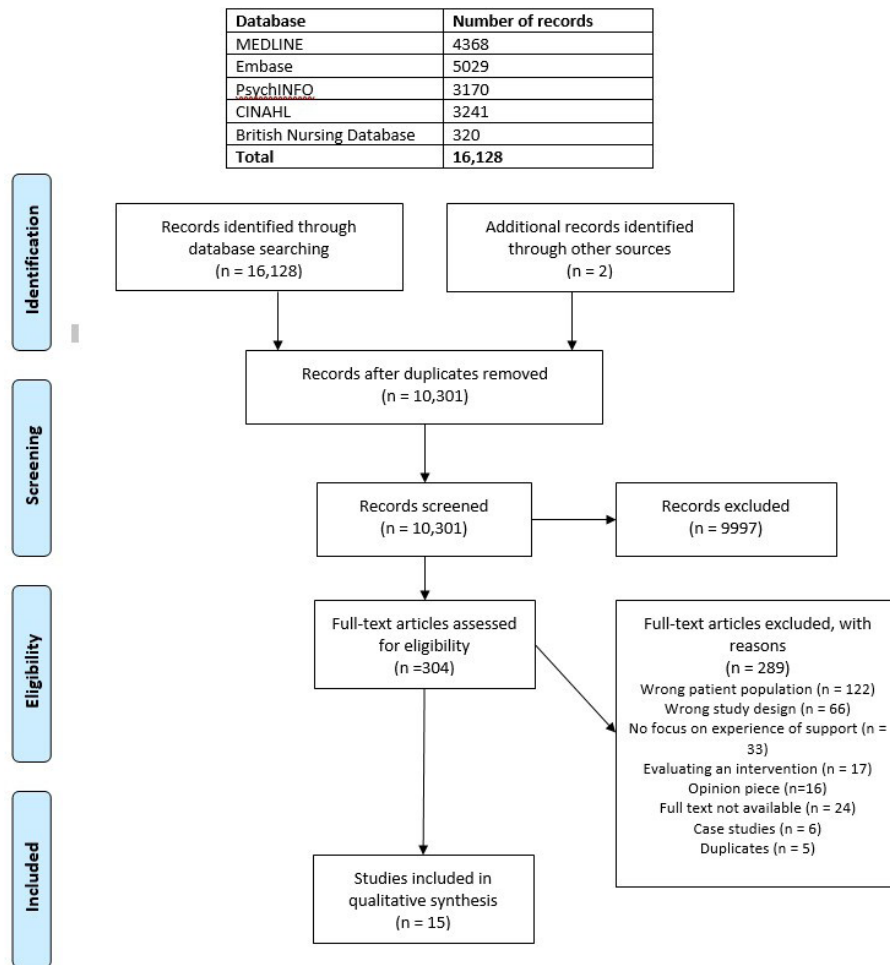 Database Number of records
MEDLINE 4368
Embase 5029
PsychINFO 3170
CINAHL 3241
British Nursing Database 320
Total 16,128
Identification
Records identified through
database searching
(n = 16,128)
Additional records identified
through other sources
(n = 2)
Records after duplicates removed
(n = 10,301)
Screening
Records screened
(n = 10,301)
Records excluded
(n = 9997)
Eligibility
Full-text articles assessed
for eligibility
(n =304)
Full-text articles excluded, with
reasons
(n = 289)
Wrong patient population (n = 122)
Wrong study design (n = 66)
No focus on experience of support (n =
33)
Evaluating an intervention (n = 17)
Opinion piece (n=16)
Full text not available (n = 24)
Case studies (n = 6)
Duplicates (n = 5)
Included
Studies included in
qualitative synthesis
(n = 15)